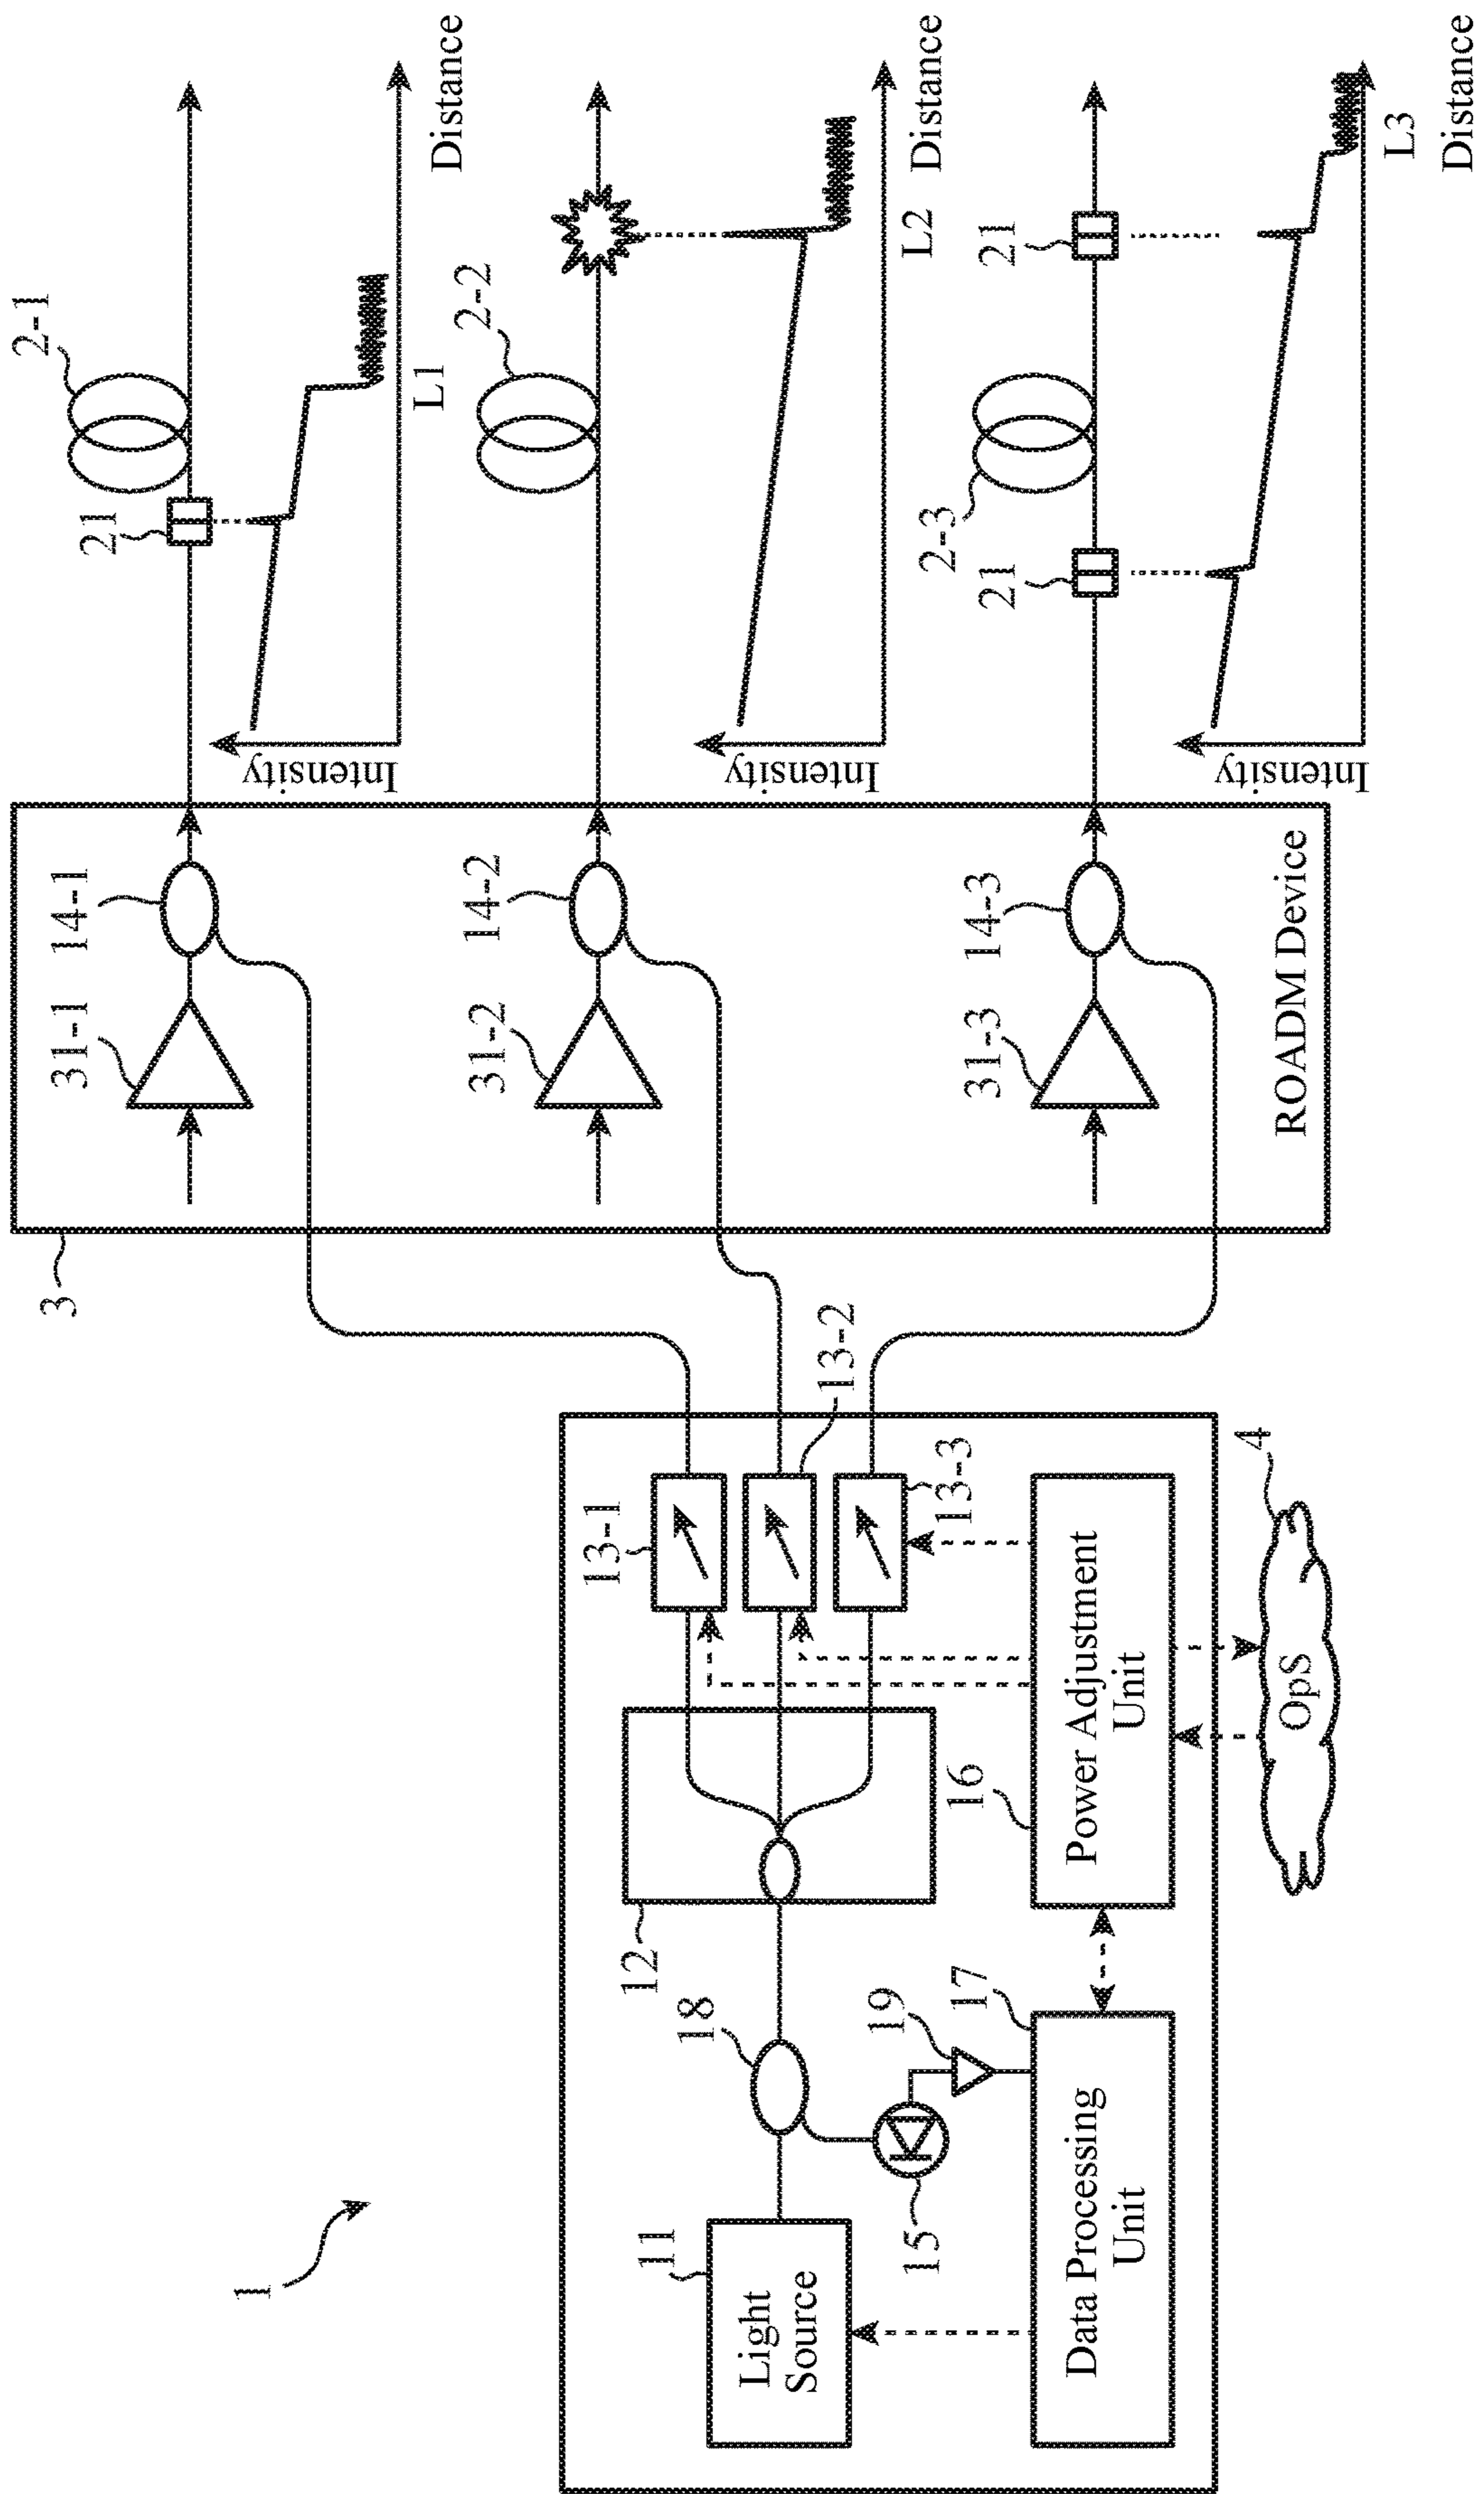 1
3
31-1
14-1
21
2-1
Intensity
L1
Distance
31-2
14-2
2-2
Intensity
L2
Distance
31-3
14-3
21
2-3
21
Intensity
L3
Distance
ROADM Device
11
Light
Source
18
12
13-1
13-2
13-3
15
19
17
Data Processing
Unit
16
Power Adjustment
Unit
4
OpS